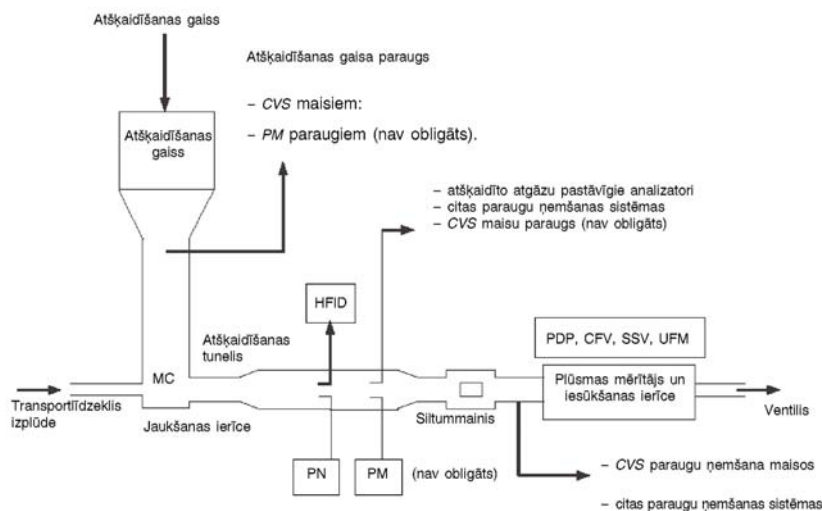 Atšķaidīšanas gaiss
Atšķaidīšanas gaisa paraugs
– CVS maisiem:
– PM paraugiem (nav obligāts).
Atšķaidīšanas
gaiss
– atšķaidīto atgāzu pastāvīgie analizatori
– citas paraugu ņemšanas sistēmas
– CVS maisu paraugs (nav obligāts)
HFID
Atšķaidīšanas
tunelis
PDP, CFV, SSV, UFM
MC
Plūsmas mērītājs un
iesūkšanas ierīce
Transportlīdzeklis
izplūde
Jaukšanas ierīce
Siltummainis
Ventilis
PN
PM
(nav obligāts)
– CVS paraugu ņemšana maisos
– citas paraugu ņemšanas sistēmas